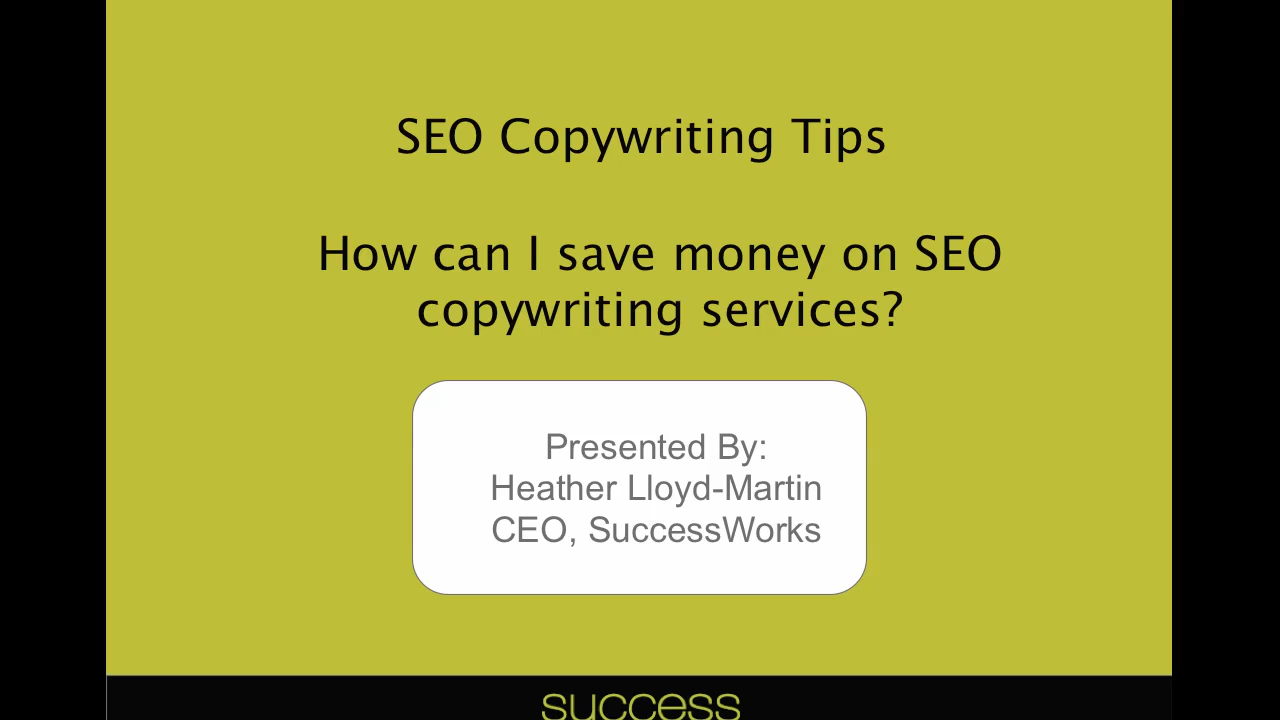 SEO Copywriting Tips
How can I save money on SEO
copywriting services?
Presented By:
Heather Lloyd-Martin
CEO, SuccessWorks
success